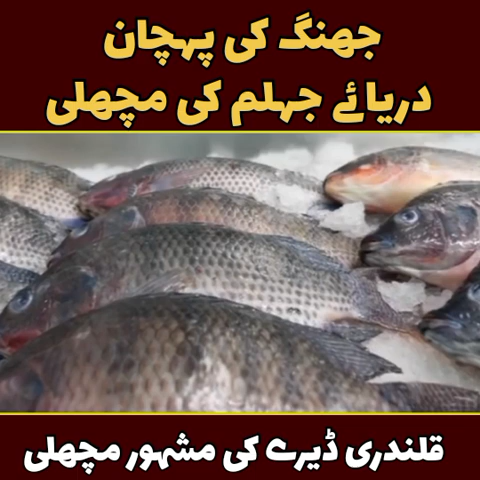 جھنگ کی پہچان
دریائے جہلم کی مچھلی
قلندری ڈیرے کی مشہور مچھلی